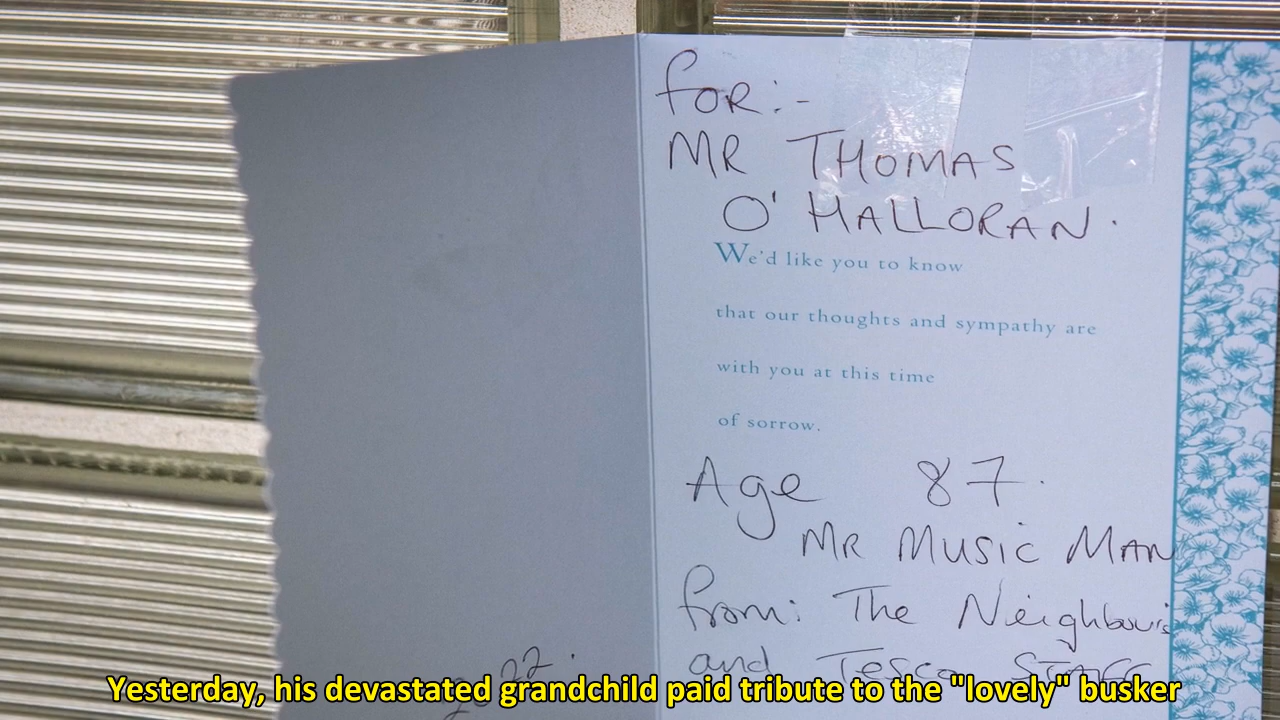 for:-
MR THOMAS
O'HALLORAN.
We'd like you to know
that our thoughts and sympathy are
with you at this time
of sorrow.
Age 87.
MR MUSIC MAN
from: The Neighbours
and Tesco STAFF
Yesterday, his devastated grandchild paid tribute to the "lovely" busker